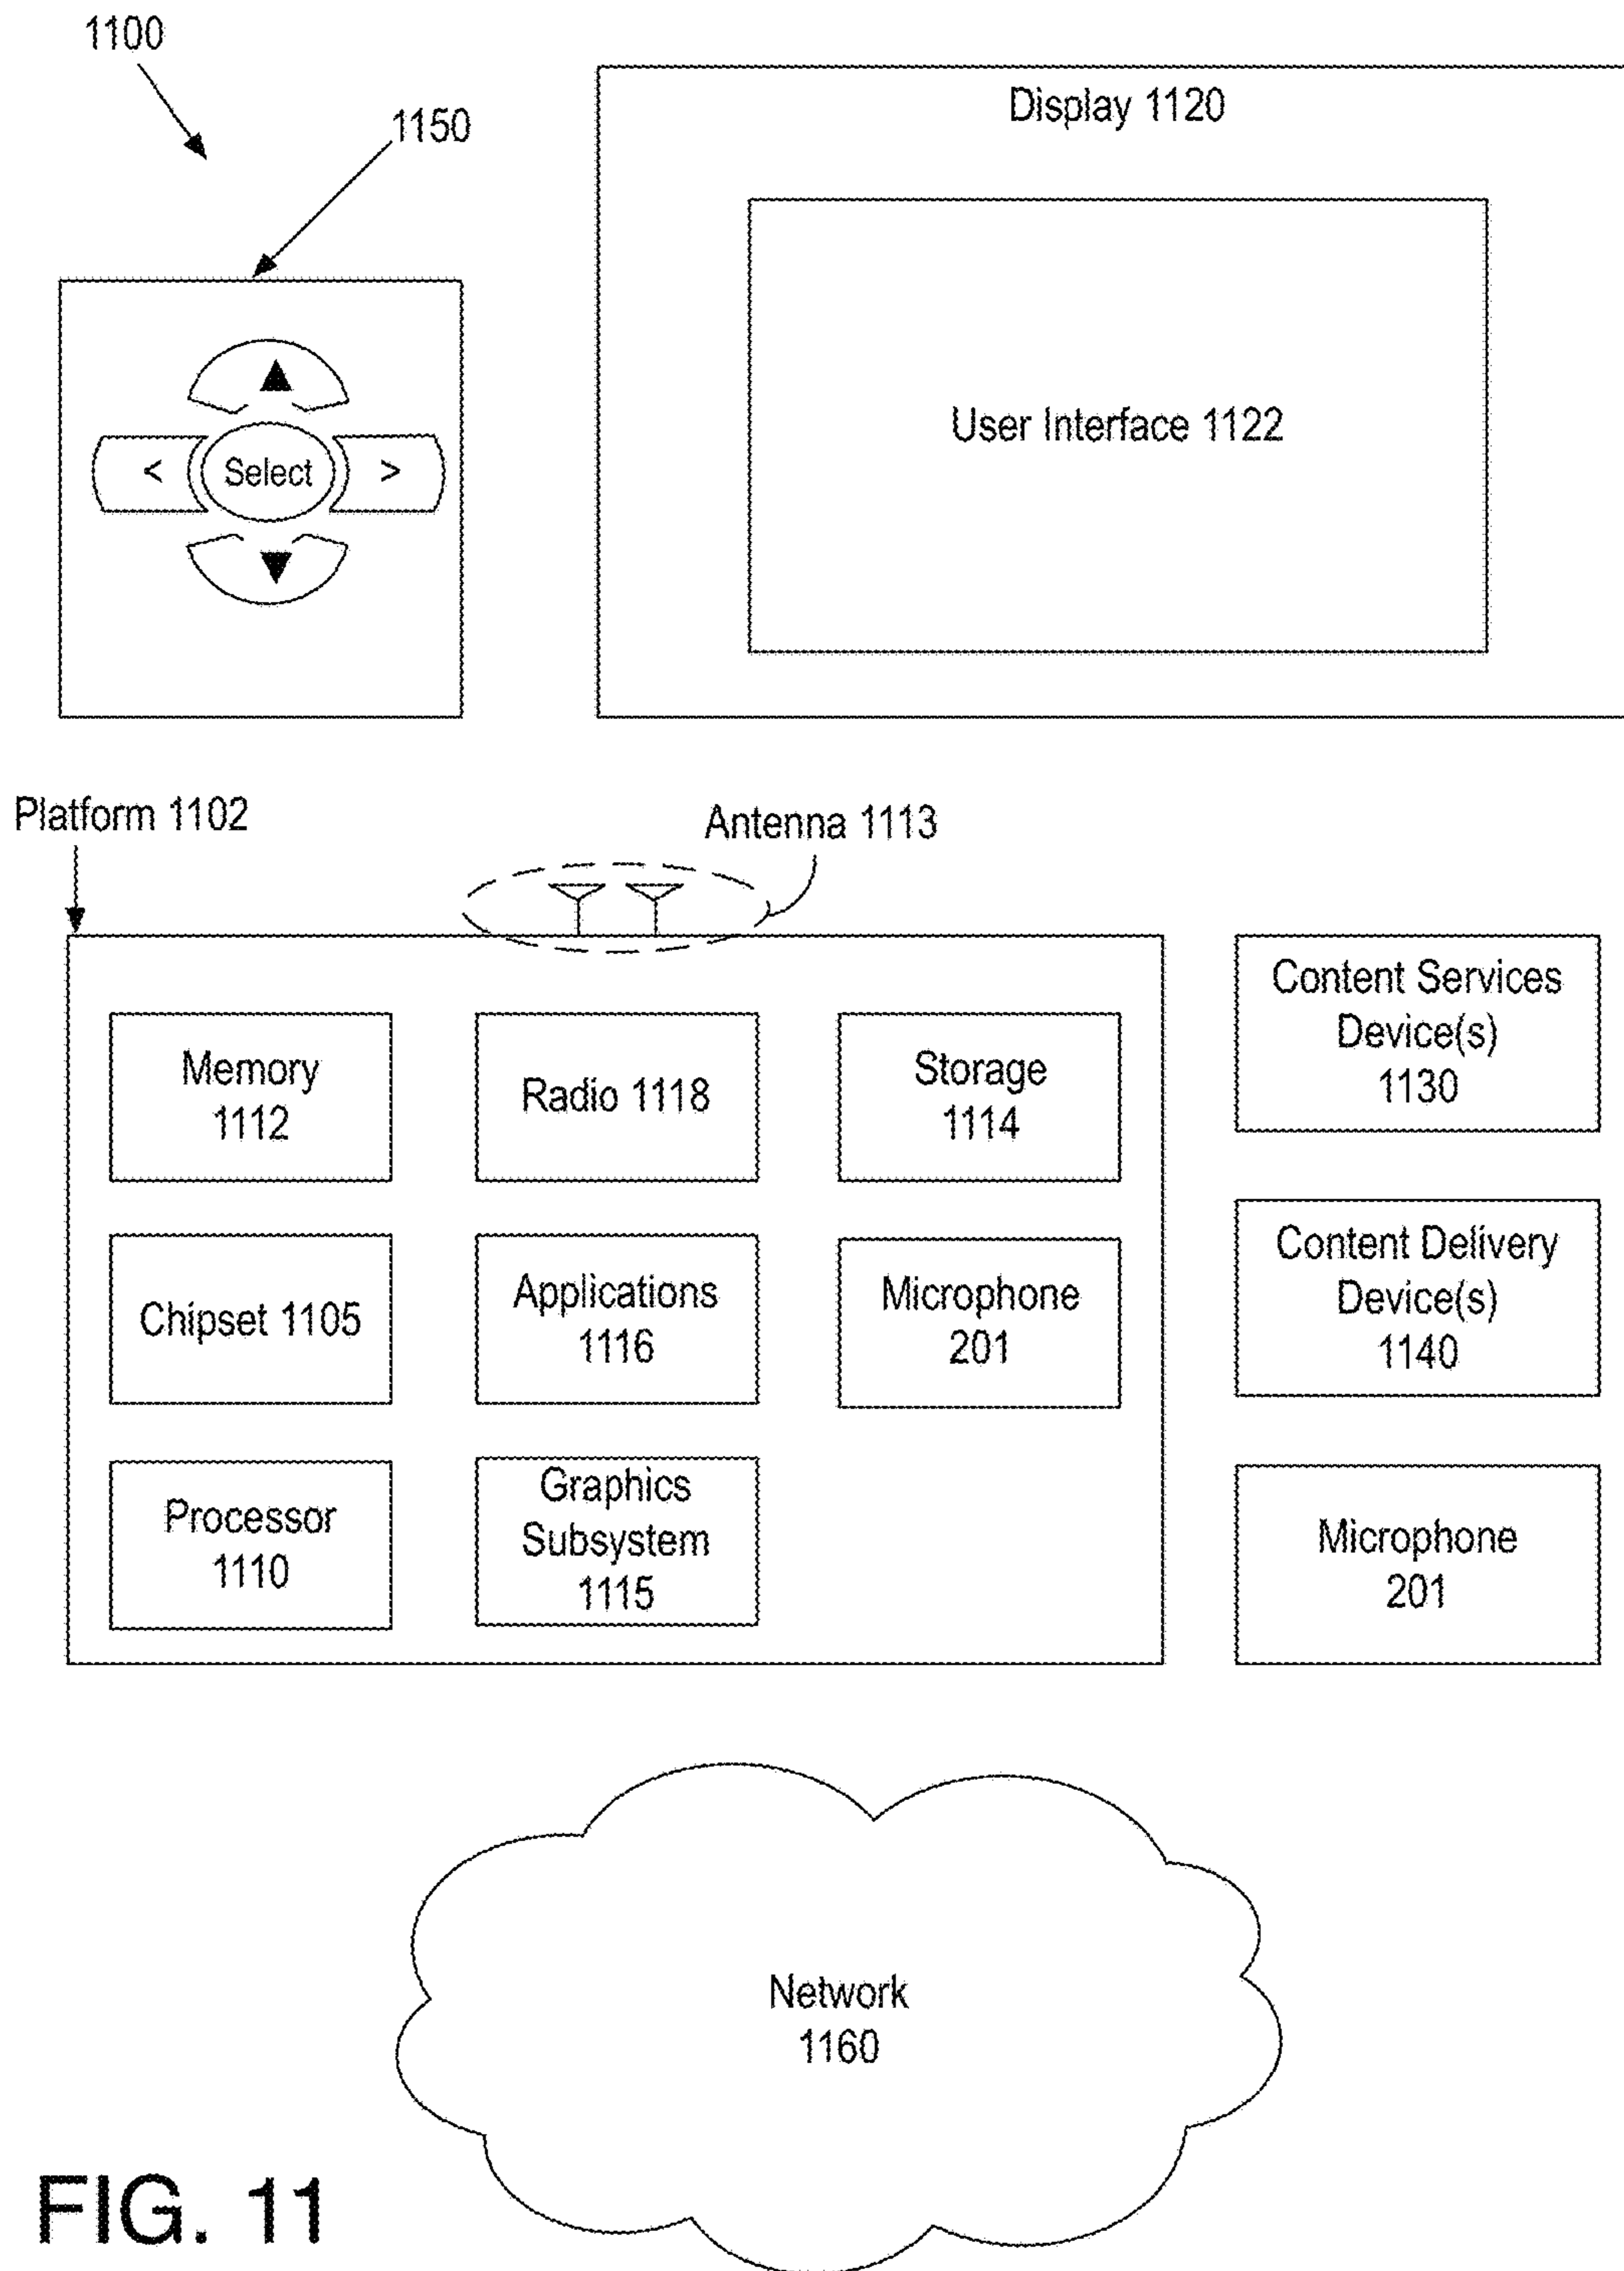 1100
1150
Display 1120
User Interface 1122
<
Select
>
Platform 1102
Antenna 1113
Memory
1112
Radio 1118
Storage
1114
Content Services
Device(s)
1130
Chipset 1105
Applications
1116
Microphone
201
Content Delivery
Device(s)
1140
Processor
1110
Graphics
Subsystem
1115
Microphone
201
Network
1160
FIG. 11